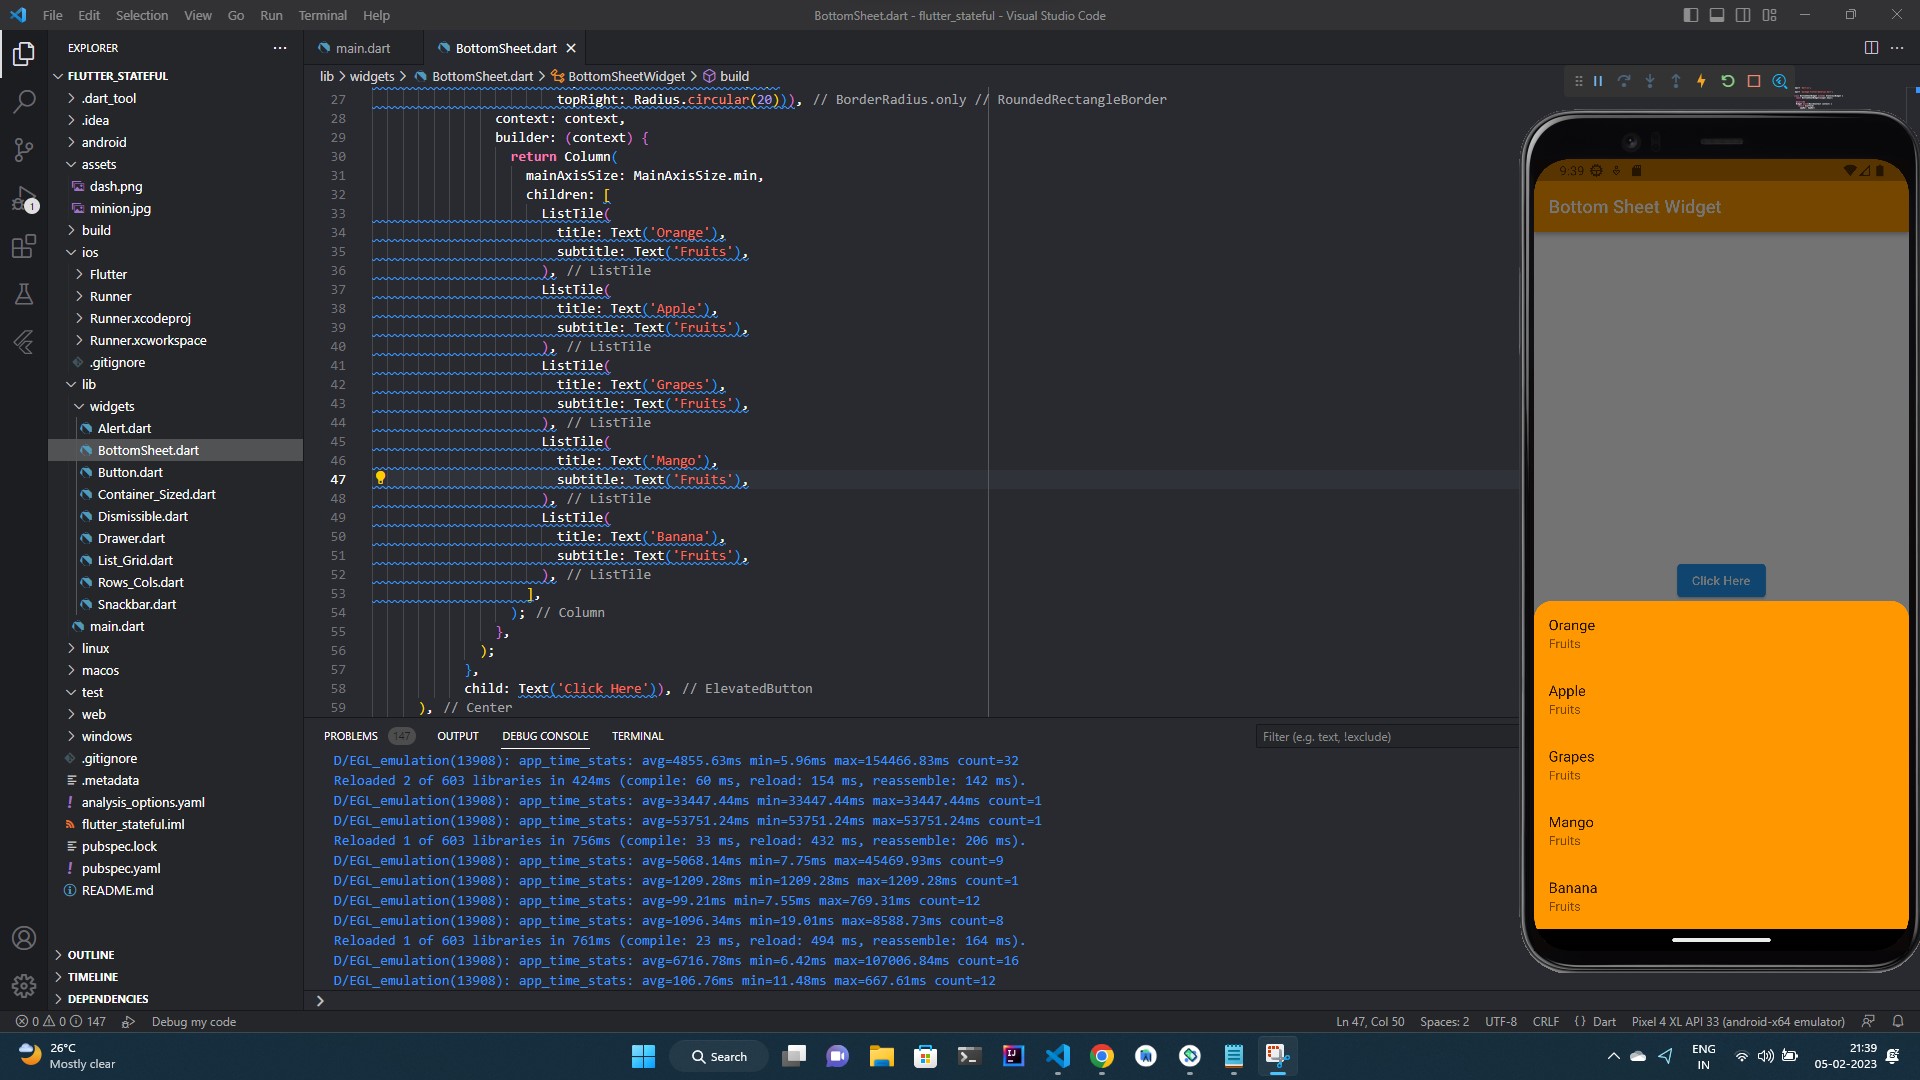 File Edit Selection View Go Run Terminal Help
BottomSheet.dart - flutter_stateful - Visual Studio Code
EXPLORER
FLUTTER_STATEFUL
.dart_tool
.idea
android
assets
dash.png
minion.jpg
build
ios
Flutter
Runner
Runner.xcodeproj
Runner.xcworkspace
.gitignore
lib
widgets
Alert.dart
BottomSheet.dart
Button.dart
Container_Sized.dart
Dismissible.dart
Drawer.dart
List_Grid.dart
Rows_Cols.dart
Snackbar.dart
main.dart
linux
macos
test
web
windows
.gitignore
.metadata
analysis_options.yaml
flutter_stateful.iml
pubspec.lock
pubspec.yaml
README.md
OUTLINE
TIMELINE
DEPENDENCIES
1
main.dart BottomSheet.dart
lib > widgets > BottomSheet.dart > BottomSheetWidget > build
27 topRight: Radius.circular(20))), // BorderRadius.only // RoundedRectangleBorder
28 context: context,
29 builder: (context) {
30 return Column(
31 mainAxisSize: MainAxisSize.min,
32 children: [
33 ListTile(
34 title: Text('Orange'),
35 subtitle: Text('Fruits'),
36 ), // ListTile
37 ListTile(
38 title: Text('Apple'),
39 subtitle: Text('Fruits'),
40 ), // ListTile
41 ListTile(
42 title: Text('Grapes'),
43 subtitle: Text('Fruits'),
44 ), // ListTile
45 ListTile(
46 title: Text('Mango'),
47 subtitle: Text('Fruits'),
48 ), // ListTile
49 ListTile(
50 title: Text('Banana'),
51 subtitle: Text('Fruits'),
52 ), // ListTile
53 ],
54 ); // Column
55 },
56 );
57 },
58 child: Text('Click Here')), // ElevatedButton
59 ), // Center
PROBLEMS 147 OUTPUT DEBUG CONSOLE TERMINAL
Filter (e.g. text, !exclude)
D/EGL_emulation(13908): app_time_stats: avg=4855.63ms min=5.96ms max=154466.83ms count=32
Reloaded 2 of 603 libraries in 424ms (compile: 60 ms, reload: 154 ms, reassemble: 142 ms).
D/EGL_emulation(13908): app_time_stats: avg=33447.44ms min=33447.44ms max=33447.44ms count=1
D/EGL_emulation(13908): app_time_stats: avg=53751.24ms min=53751.24ms max=53751.24ms count=1
Reloaded 1 of 603 libraries in 756ms (compile: 33 ms, reload: 432 ms, reassemble: 206 ms).
D/EGL_emulation(13908): app_time_stats: avg=5068.14ms min=7.75ms max=45469.93ms count=9
D/EGL_emulation(13908): app_time_stats: avg=1209.28ms min=1209.28ms max=1209.28ms count=1
D/EGL_emulation(13908): app_time_stats: avg=99.21ms min=7.55ms max=769.31ms count=12
D/EGL_emulation(13908): app_time_stats: avg=1096.34ms min=19.01ms max=8588.73ms count=8
Reloaded 1 of 603 libraries in 761ms (compile: 23 ms, reload: 494 ms, reassemble: 164 ms).
D/EGL_emulation(13908): app_time_stats: avg=6716.78ms min=6.42ms max=107006.84ms count=16
D/EGL_emulation(13908): app_time_stats: avg=106.76ms min=11.48ms max=667.61ms count=12
9:39
Bottom Sheet Widget
Click Here
Orange
Fruits
Apple
Fruits
Grapes
Fruits
Mango
Fruits
Banana
Fruits
0 0 147 Debug my code
Ln 47, Col 50 Spaces: 2 UTF-8 CRLF {} Dart Pixel 4 XL API 33 (android-x64 emulator)
26°C
Mostly clear
Search
ENG
IN
21:39
05-02-2023